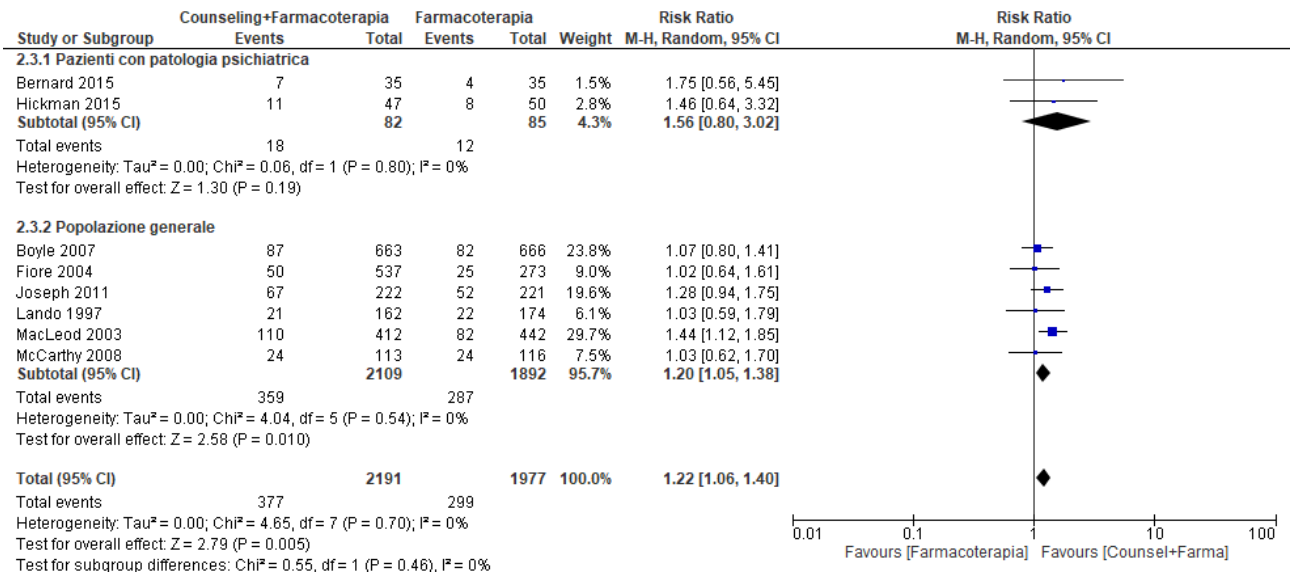 Counseling+Farmacoterapia Farmacoterapia Risk Ratio Risk Ratio
Study or Subgroup Events Total Events Total Weight M-H, Random, 95% CI M-H, Random, 95% CI
2.3.1 Pazienti con patologia psichiatrica
Bernard 2015 7 35 4 35 1.5% 1.75 [0.56, 5.45]
Hickman 2015 11 47 8 50 2.8% 1.46 [0.64, 3.32]
Subtotal (95% CI) 82 85 4.3% 1.56 [0.80, 3.02]
Total events 18 12
Heterogeneity: Tau² = 0.00; Chi² = 0.06, df = 1 (P = 0.80); I² = 0%
Test for overall effect: Z = 1.30 (P = 0.19)
2.3.2 Popolazione generale
Boyle 2007 87 663 82 666 23.8% 1.07 [0.80, 1.41]
Fiore 2004 50 537 25 273 9.0% 1.02 [0.64, 1.61]
Joseph 2011 67 222 52 221 19.6% 1.28 [0.94, 1.75]
Lando 1997 21 162 22 174 6.1% 1.03 [0.59, 1.79]
MacLeod 2003 110 412 82 442 29.7% 1.44 [1.12, 1.85]
McCarthy 2008 24 113 24 116 7.5% 1.03 [0.62, 1.70]
Subtotal (95% CI) 2109 1892 95.7% 1.20 [1.05, 1.38]
Total events 359 287
Heterogeneity: Tau² = 0.00; Chi² = 4.04, df = 5 (P = 0.54); I² = 0%
Test for overall effect: Z = 2.58 (P = 0.010)
Total (95% CI) 2191 1977 100.0% 1.22 [1.06, 1.40]
Total events 377 299
Heterogeneity: Tau² = 0.00; Chi² = 4.65, df = 7 (P = 0.70); I² = 0%
Test for overall effect: Z = 2.79 (P = 0.005)
Test for subgroup differences: Chi² = 0.55, df = 1 (P = 0.46), I² = 0%
0.01 0.1 1 10 100
Favours [Farmacoterapia] Favours [Counsel+Farma]